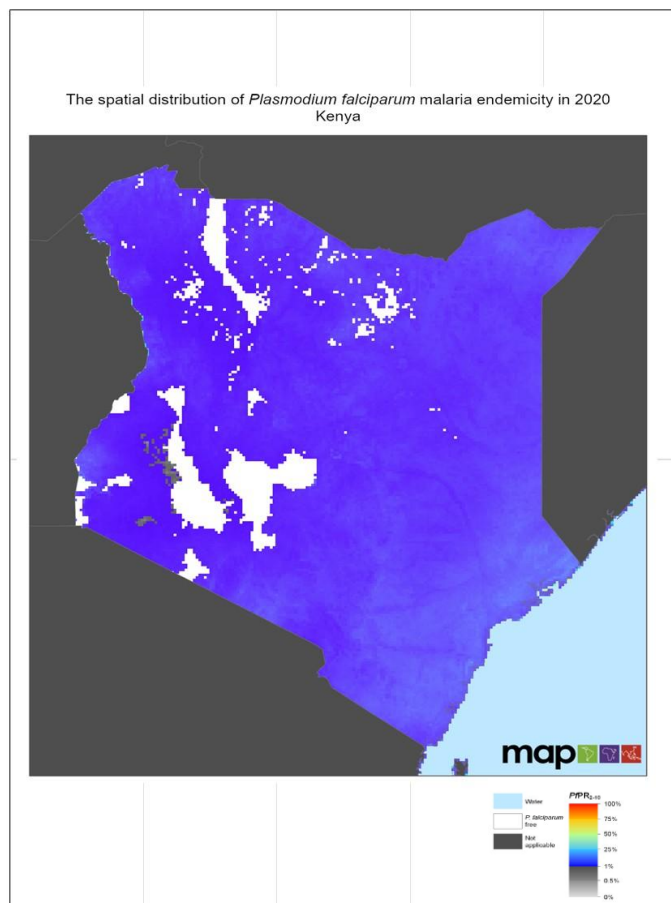 The spatial distribution of Plasmodium falciparum malaria endemicity in 2020
Kenya
map
Water
P. falciparum
free
Not
applicable
PfPR₂₋₁₀
100%
75%
50%
25%
1%
0.5%
0%